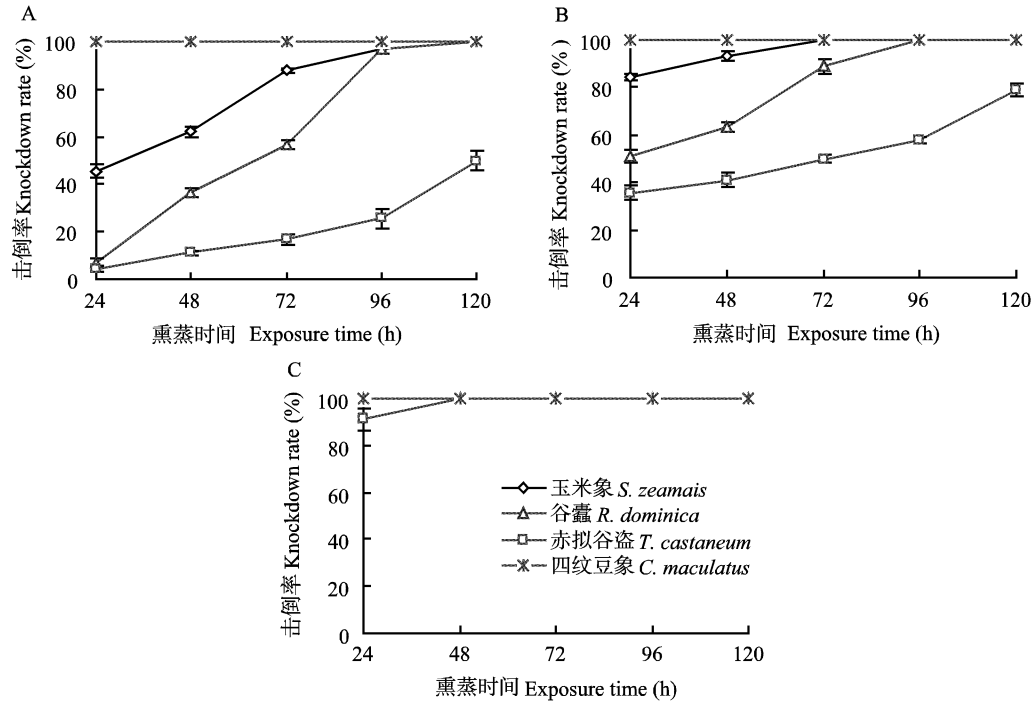 A
击倒率 Knockdown rate (%)
100
80
60
40
20
0
24 48 72 96 120
熏蒸时间 Exposure time (h)
B
击倒率 Knockdown rate (% )
100
80
60
40
20
0
24 48 72 96 120
熏蒸时间 Exposure time (h)
C
击倒率 Knockdown rate (%)
100
80
60
40
20
0
24 48 72 96 120
熏蒸时间 Exposure time (h)
玉米象 S. zeamais
谷蠹 R. dominica
赤拟谷盗 T. castaneum
四纹豆象 C. maculatus